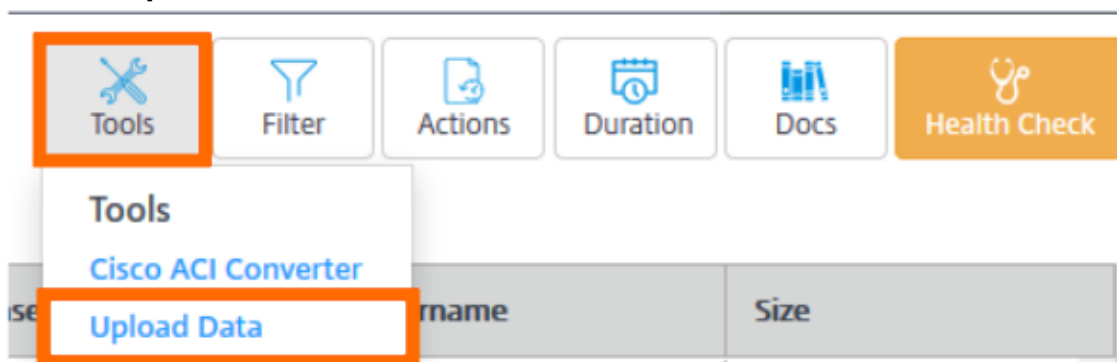 Tools
Filter
Actions
Duration
Docs
Health Check
Tools
Cisco ACI Converter
Upload Data
Size